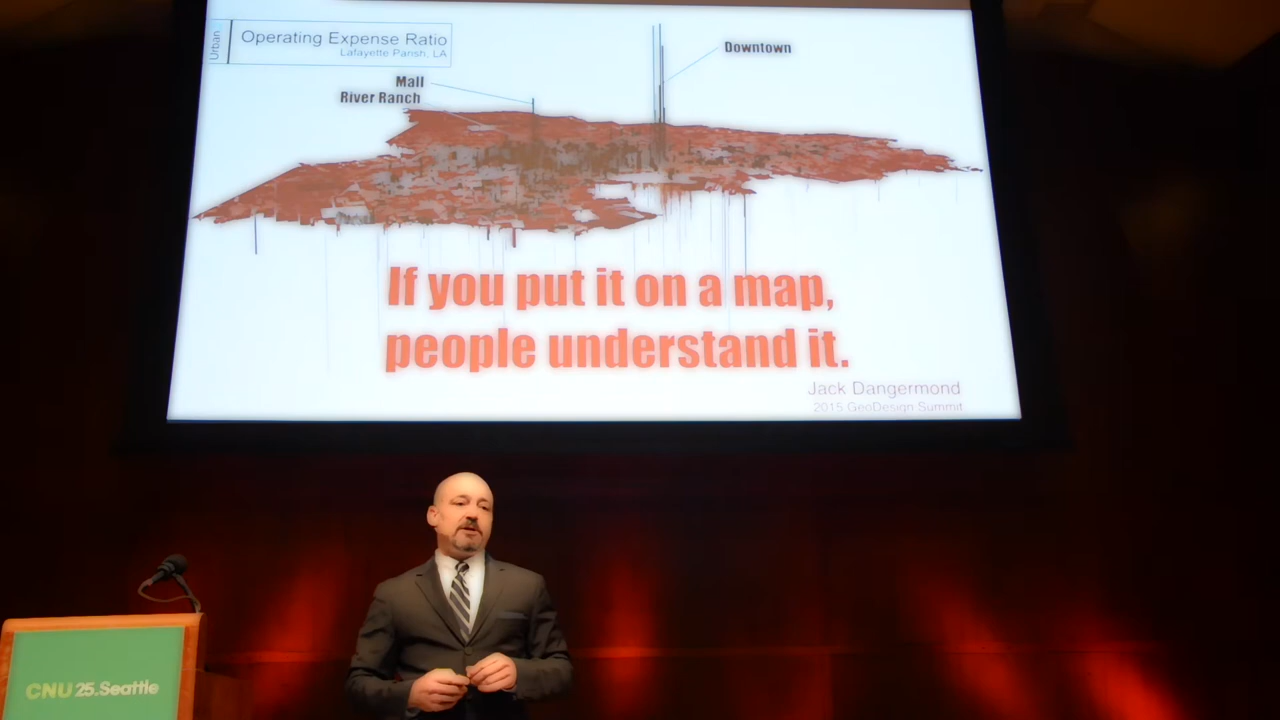 Urban
Operating Expense Ratio
Lafayette Parish, LA
Downtown
Mall
River Ranch
If you put it on a map,
people understand it.
Jack Dangermond
2015 GeoDesign Summit
CNU 25.Seattle